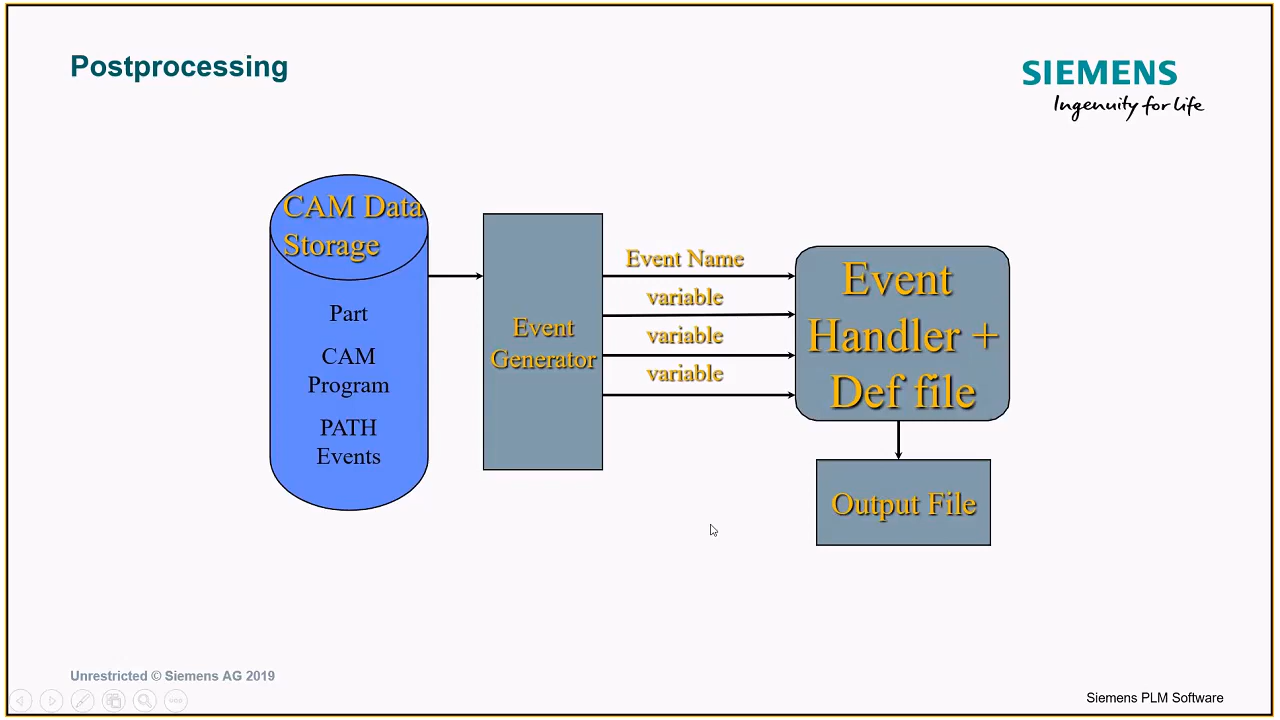 Postprocessing
SIEMENS
Ingenuity for life
CAM Data
Storage
Part
CAM
Program
PATH
Events
Event
Generator
Event Name
variable
variable
variable
Event
Handler +
Def file
Output File
Unrestricted © Siemens AG 2019
Siemens PLM Software